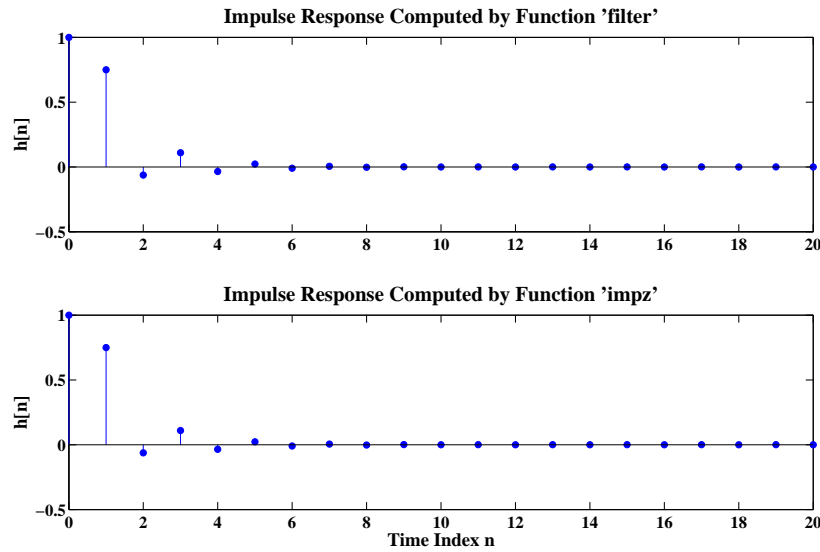 Impulse Response Computed by Function ’filter’
1
0.5
0
−0.5
h[n]
0 2 4 6 8 10 12 14 16 18 20
Impulse Response Computed by Function ’impz’
1
0.5
0
−0.5
h[n]
0 2 4 6 8 10 12 14 16 18 20
Time Index n